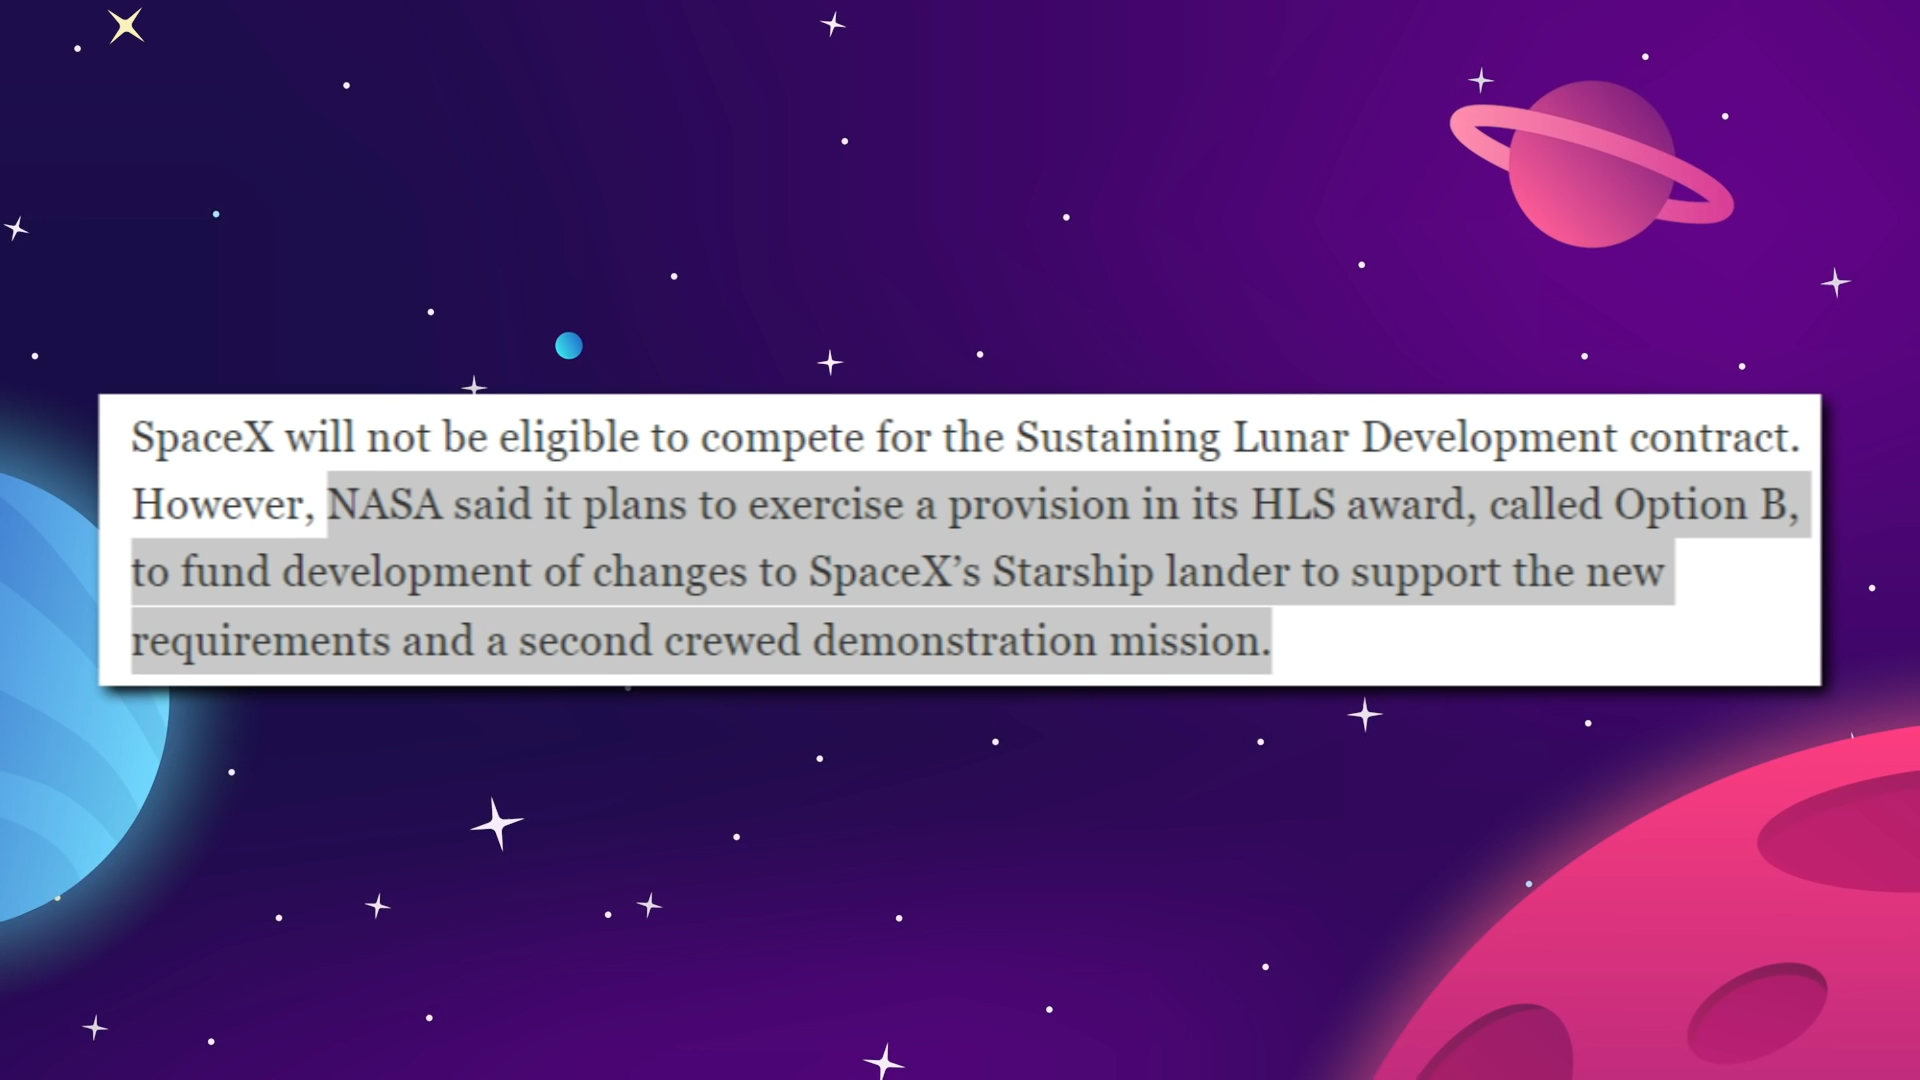 SpaceX will not be eligible to compete for the Sustaining Lunar Development contract.
However, NASA said it plans to exercise a provision in its HLS award, called Option B,
to fund development of changes to SpaceX’s Starship lander to support the new
requirements and a second crewed demonstration mission.